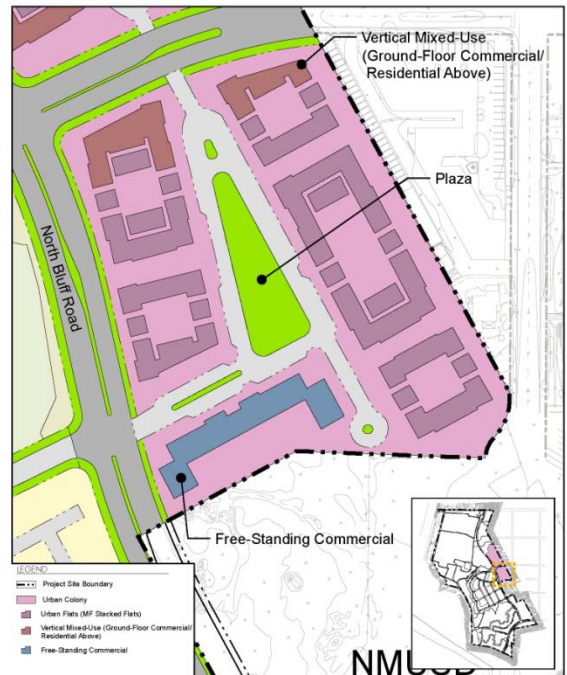 Vertical Mixed-Use
(Ground-Floor Commercial/
Residential Above)
Plaza
North Bluff Road
Free-Standing Commercial
LEGEND
Project Site Boundary
Urban Colony
Urban Flats (MF Stacked Flats)
Vertical Mixed-Use (Ground-Floor Commercial/
Residential Above)
Free-Standing Commercial